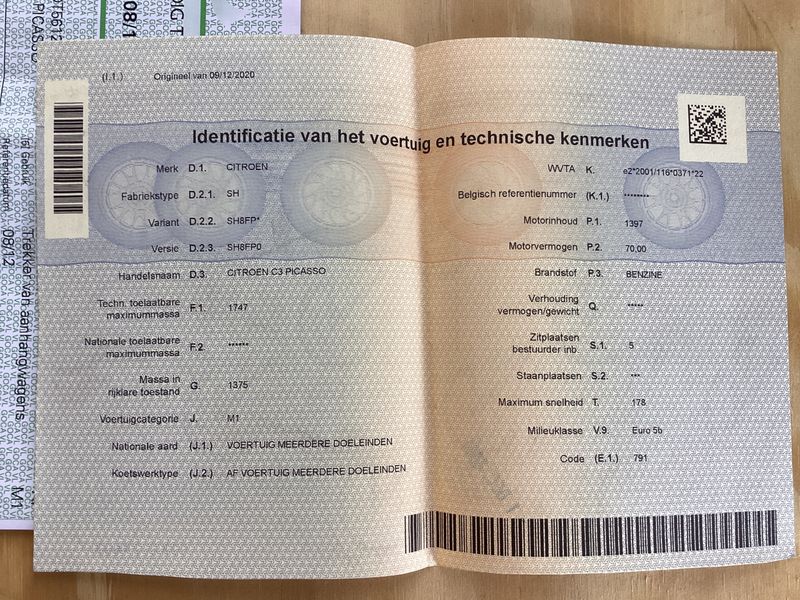 (I.1.) Origineel van 09/12/2020
Identificatie van het voertuig en technische kenmerken
Merk D.1. CITROEN
Fabriekstype D.2.1. SH
Variant D.2.2. SH8FP*
Versie D.2.3. SH8FP0
Handelsnaam D.3. CITROEN C3 PICASSO
Techn. toelaatbare
maximummassa F.1. 1747
Nationale toelaatbare
maximummassa F.2. ******
Massa in
rijklare toestand G. 1375
Voertuigcategorie J. M1
Nationale aard (J.1.) VOERTUIG MEERDERE DOELEINDEN
Koetswerktype (J.2.) AF VOERTUIG MEERDERE DOELEINDEN
WVTA K. e2*2001/116*0371*22
Belgisch referentienummer (K.1.) ********
Motorinhoud P.1. 1397
Motorvermogen P.2. 70,00
Brandstof P.3. BENZINE
Verhouding
vermogen/gewicht Q. *****
Zitplaatsen
bestuurder inb. S.1. 5
Staanplaatsen S.2. ***
Maximum snelheid T. 178
Milieuklasse V.9. Euro 5b
Code (E.1.) 791
08/1
PICASSO
DIG T
Trekker van aanhangwagens
08/12
M1